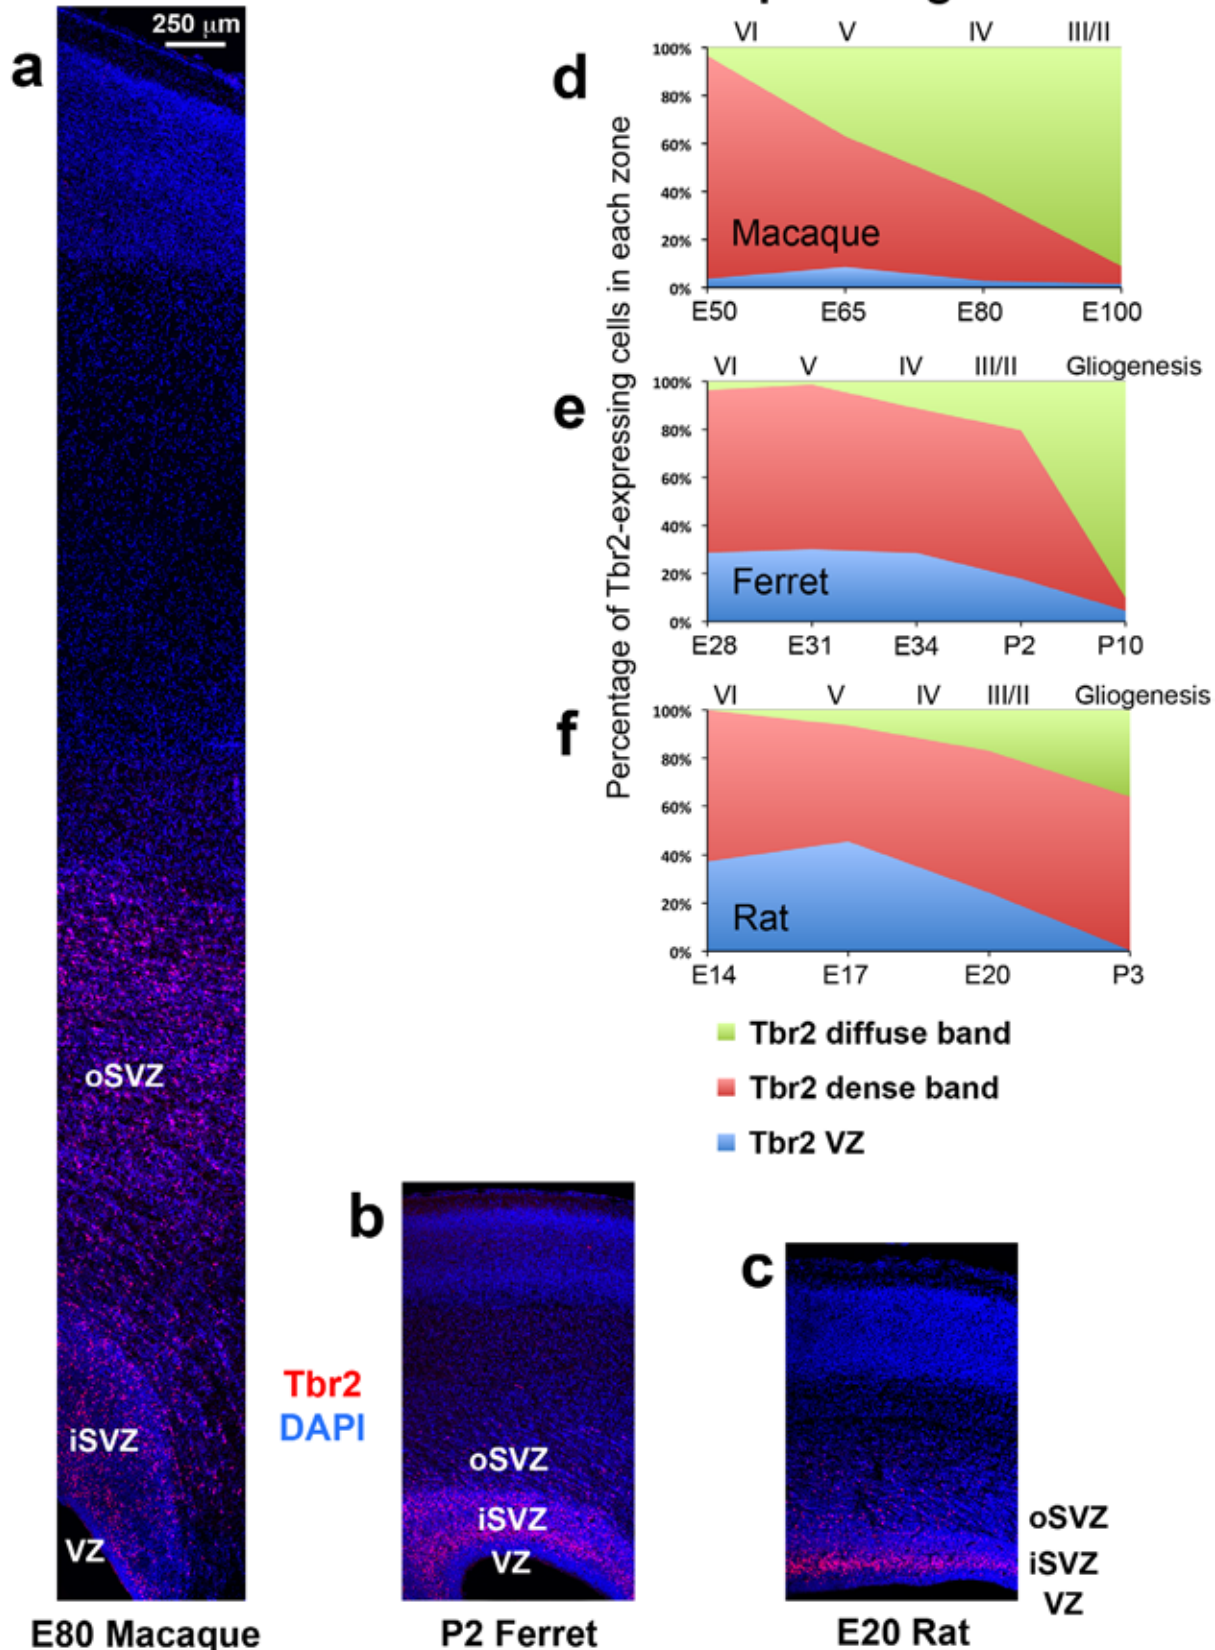 a
250 µm
oSVZ
iSVZ
VZ
E80 Macaque
Tbr2
DAPI
b
oSVZ
iSVZ
VZ
P2 Ferret
c
oSVZ
iSVZ
VZ
E20 Rat
Percentage of Tbr2-expressing cells in each zone
d
VI V IV III/II
100%
80%
60%
40%
20%
0%
Macaque
E50 E65 E80 E100
e
VI V IV III/II Gliogenesis
100%
80%
60%
40%
20%
0%
Ferret
E28 E31 E34 P2 P10
f
VI V IV III/II Gliogenesis
100%
80%
60%
40%
20%
0%
Rat
E14 E17 E20 P3
Tbr2 diffuse band
Tbr2 dense band
Tbr2 VZ